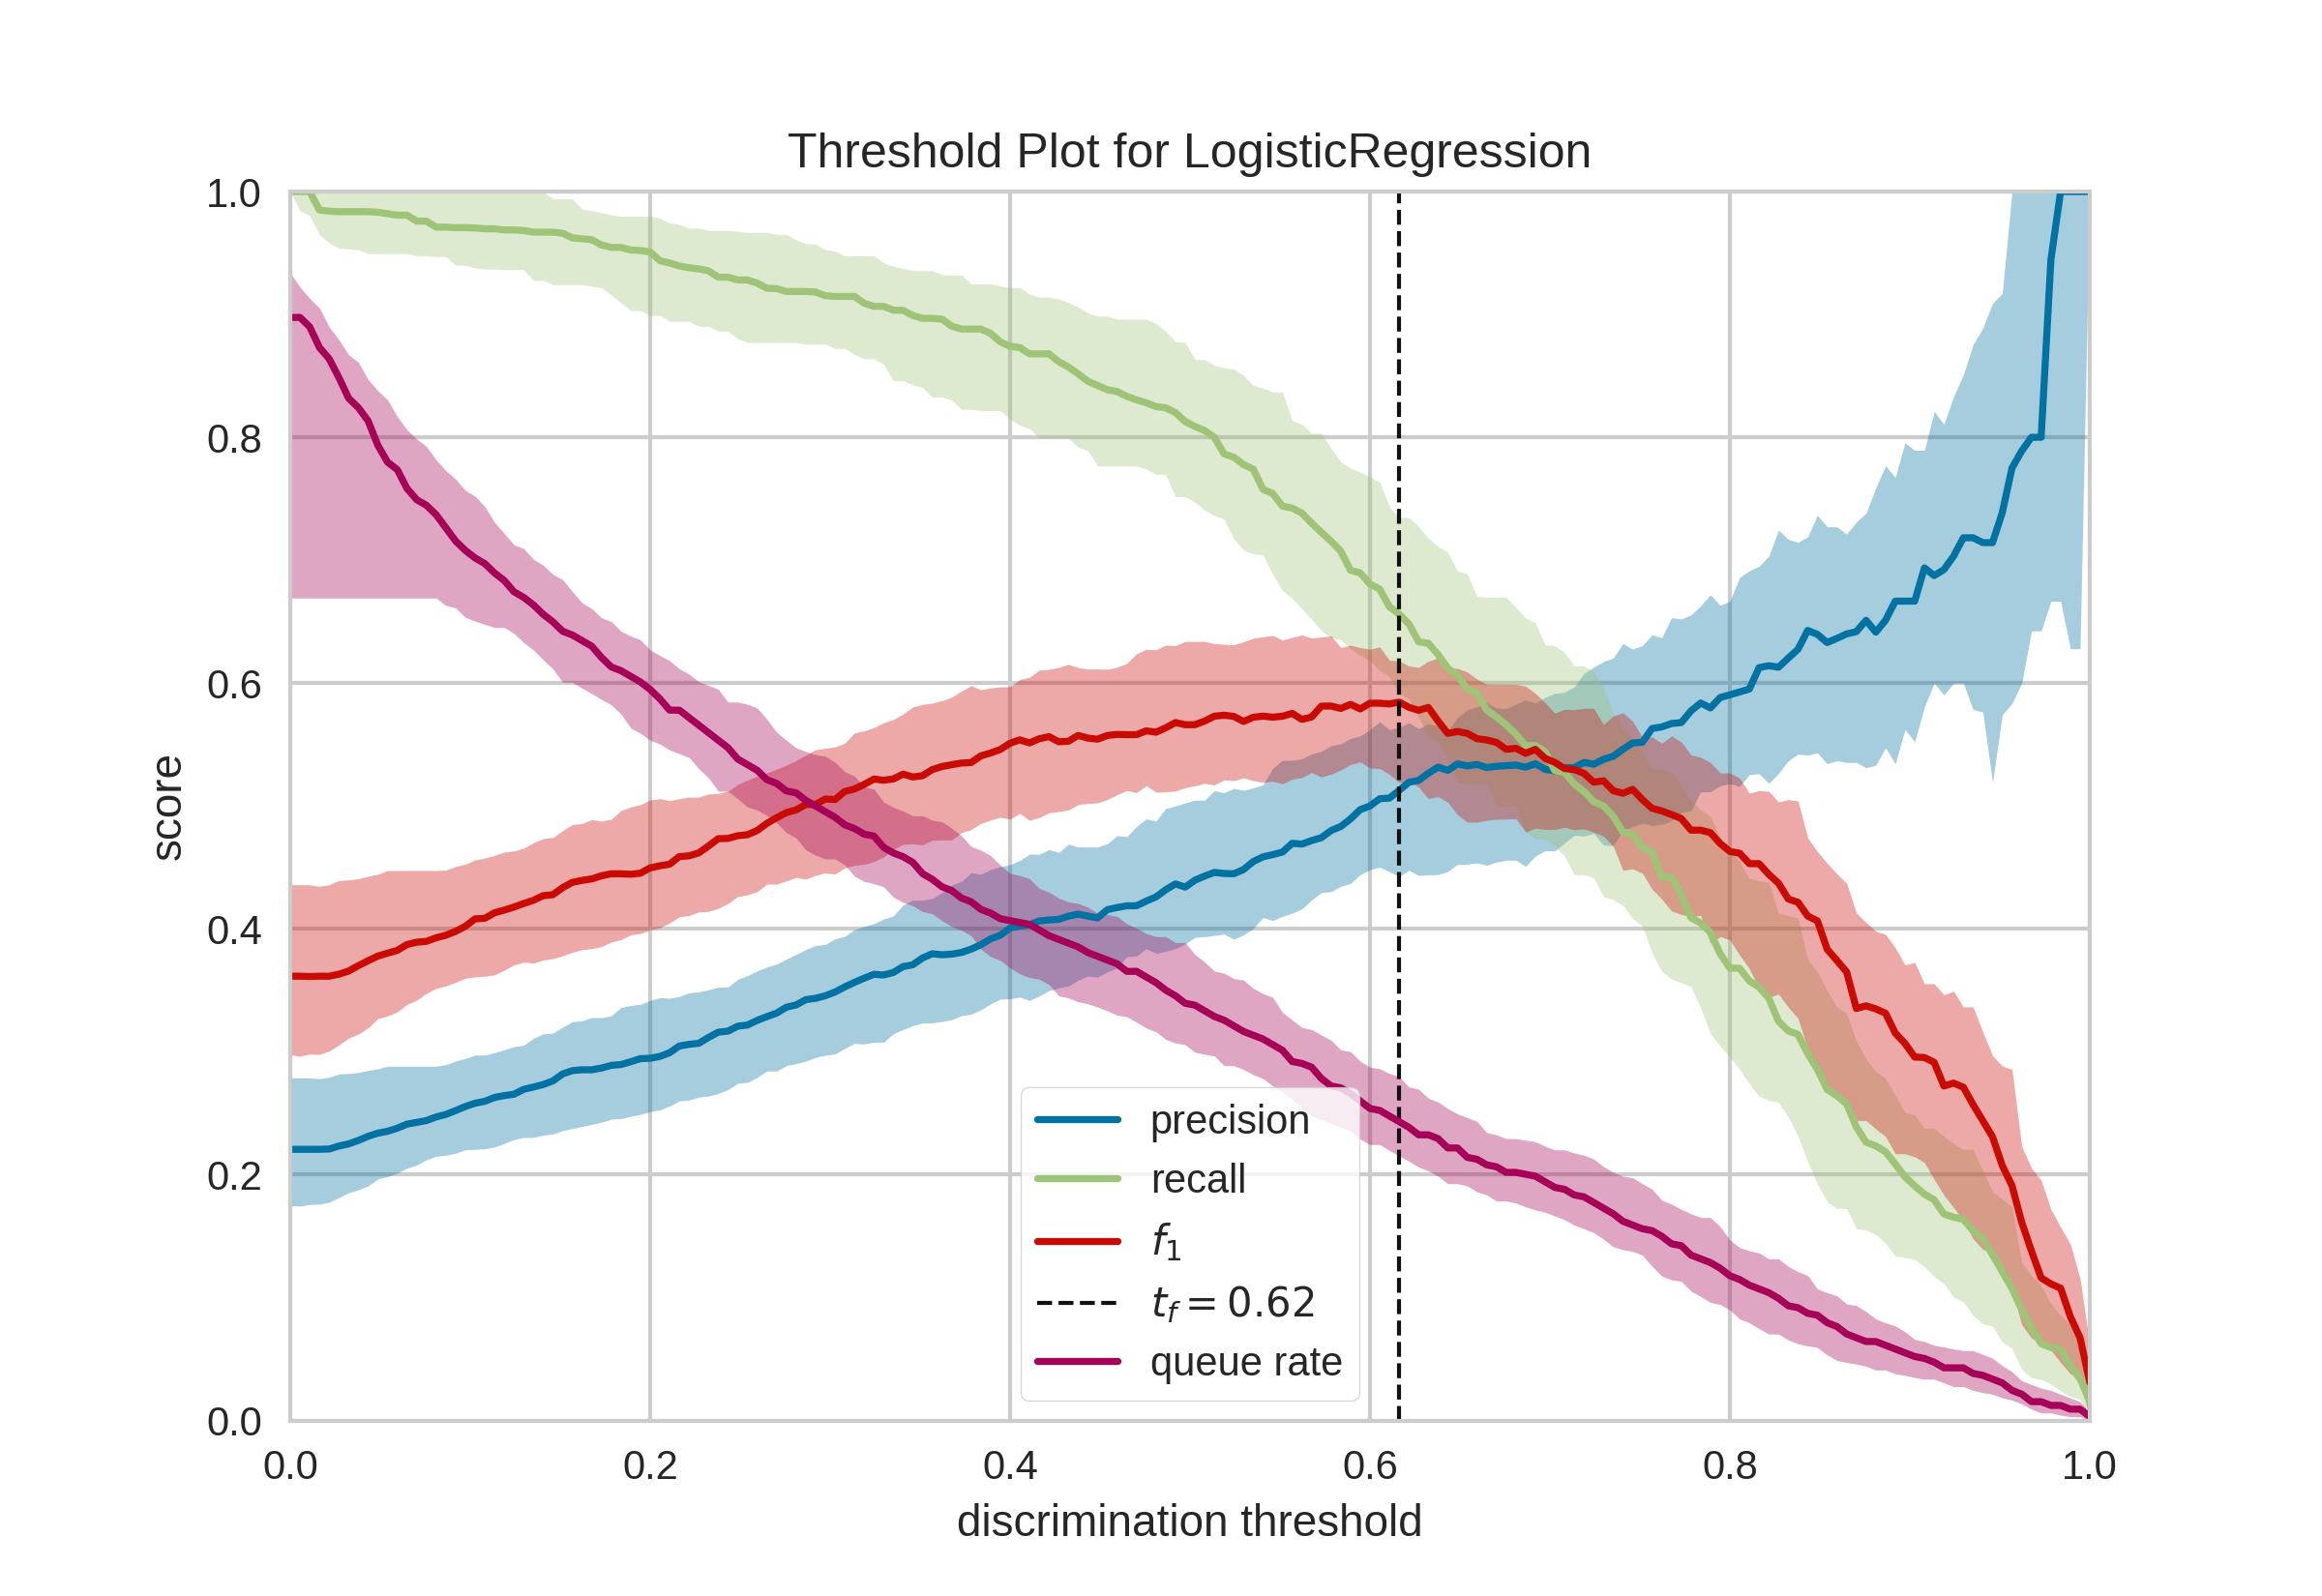 Threshold Plot for LogisticRegression
1.0
0.8
0.6
0.4
0.2
0.0
score
precision
recall
f₁
t_f = 0.62
queue rate
0.0 0.2 0.4 0.6 0.8 1.0
discrimination threshold